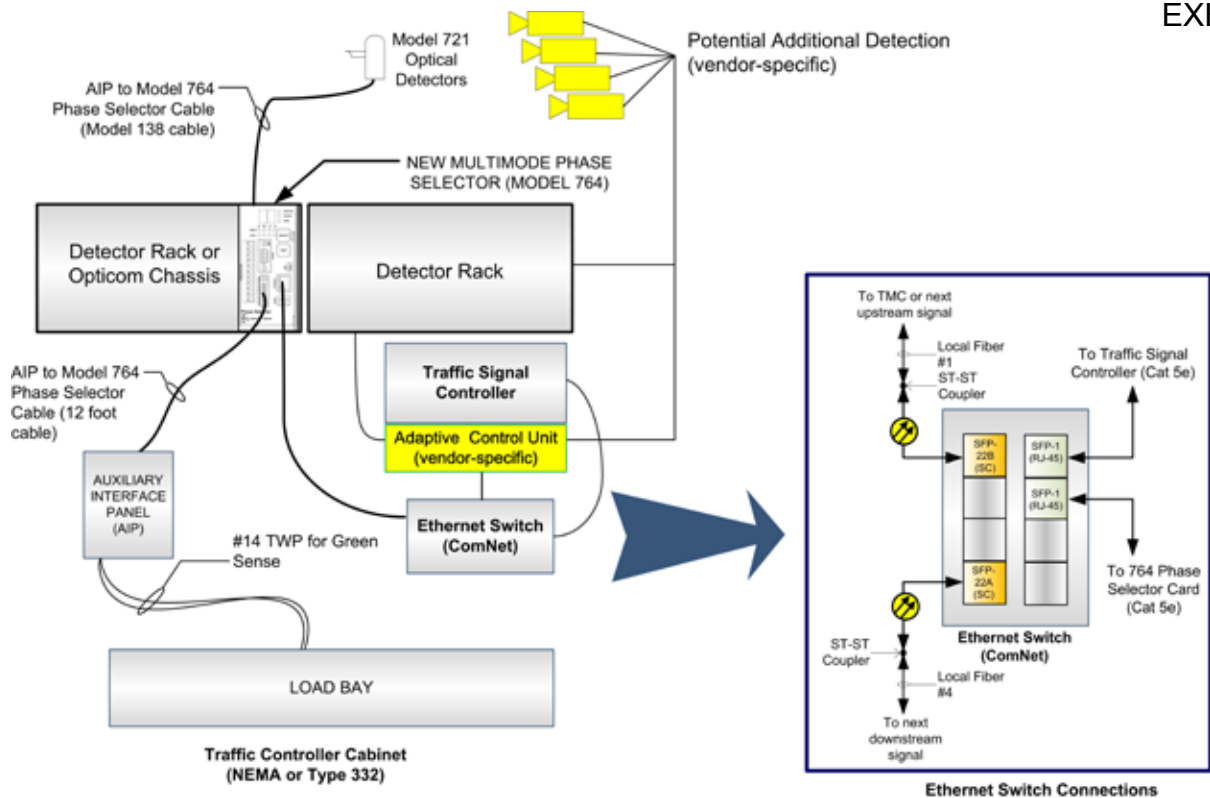 EXI
Model 721
Optical
Detectors
Potential Additional Detection
(vendor-specific)
AIP to Model 764
Phase Selector Cable
(Model 138 cable)
NEW MULTIMODE PHASE
SELECTOR (MODEL 764)
Detector Rack or
Opticom Chassis
Detector Rack
AIP to Model 764
Phase Selector
Cable (12 foot
cable)
Traffic Signal
Controller
Adaptive Control Unit
(vendor-specific)
AUXILIARY
INTERFACE
PANEL
(AIP)
Ethernet Switch
(ComNet)
#14 TWP for Green
Sense
LOAD BAY
Traffic Controller Cabinet
(NEMA or Type 332)
To TMC or next
upstream signal
Local Fiber
#1
ST-ST
Coupler
To Traffic Signal
Controller (Cat 5e)
SFP-
22B
(SC)
SFP-1
(RJ-45)
SFP-1
(RJ-45)
SFP-
22A
(SC)
To 764 Phase
Selector Card
(Cat 5e)
Ethernet Switch
(ComNet)
ST-ST
Coupler
Local Fiber
#4
To next
downstream
signal
Ethernet Switch Connections